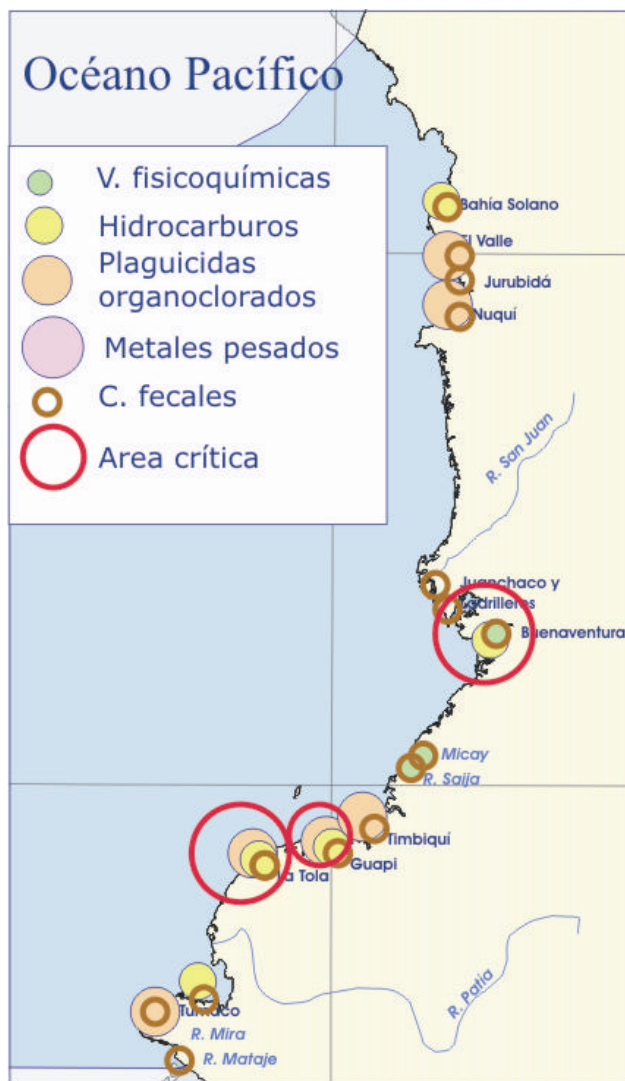 Océano Pacífico
V. fisicoquímicas
Hidrocarburos
Plaguicidas
organoclorados
Metales pesados
C. fecales
Area crítica
Bahía Solano
El Valle
Jurubidá
Nuquí
R. San Juan
Juanchaco y
Ladrilleros
Buenaventura
Micay
R. Saija
Timbiquí
Guapi
La Tola
R. Patía
Tumaco
R. Mira
R. Mataje